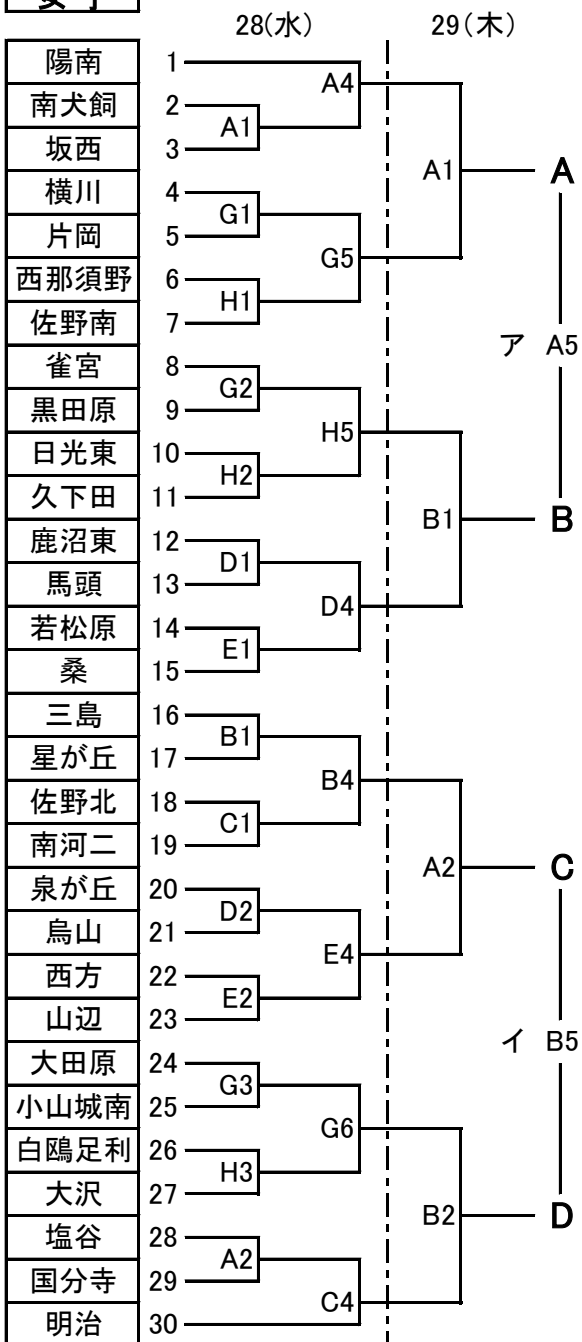 28(水) 29(木)
陽南 1
南犬飼 2
坂西 3
横川 4
片岡 5
西那須野 6
佐野南 7
雀宮 8
黒田原 9
日光東 10
久下田 11
鹿沼東 12
馬頭 13
若松原 14
桑 15
三島 16
星が丘 17
佐野北 18
南河二 19
泉が丘 20
烏山 21
西方 22
山辺 23
大田原 24
小山城南 25
白鴎足利 26
大沢 27
塩谷 28
国分寺 29
明治 30
A1
G1
H1
G2
H2
D1
E1
B1
C1
D2
E2
G3
H3
A2
A4
G5
H5
D4
B4
E4
G6
C4
A1
B1
A2
B2
A
ア A5
B
C
イ B5
D